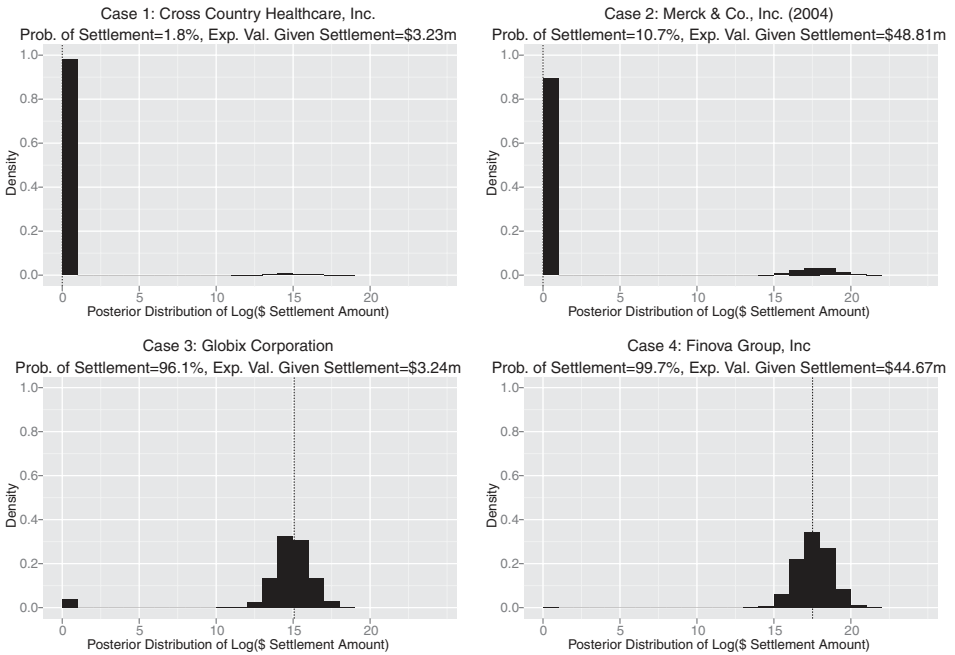 Case 1: Cross Country Healthcare, Inc.
Prob. of Settlement=1.8%, Exp. Val. Given Settlement=$3.23m
1.0
0.8
0.6
0.4
0.2
0.0
Density
0 5 10 15 20
Posterior Distribution of Log($ Settlement Amount)
Case 2: Merck & Co., Inc. (2004)
Prob. of Settlement=10.7%, Exp. Val. Given Settlement=$48.81m
1.0
0.8
0.6
0.4
0.2
0.0
Density
0 5 10 15 20
Posterior Distribution of Log($ Settlement Amount)
Case 3: Globix Corporation
Prob. of Settlement=96.1%, Exp. Val. Given Settlement=$3.24m
1.0
0.8
0.6
0.4
0.2
0.0
Density
0 5 10 15 20
Posterior Distribution of Log($ Settlement Amount)
Case 4: Finova Group, Inc
Prob. of Settlement=99.7%, Exp. Val. Given Settlement=$44.67m
1.0
0.8
0.6
0.4
0.2
0.0
Density
0 5 10 15 20
Posterior Distribution of Log($ Settlement Amount)